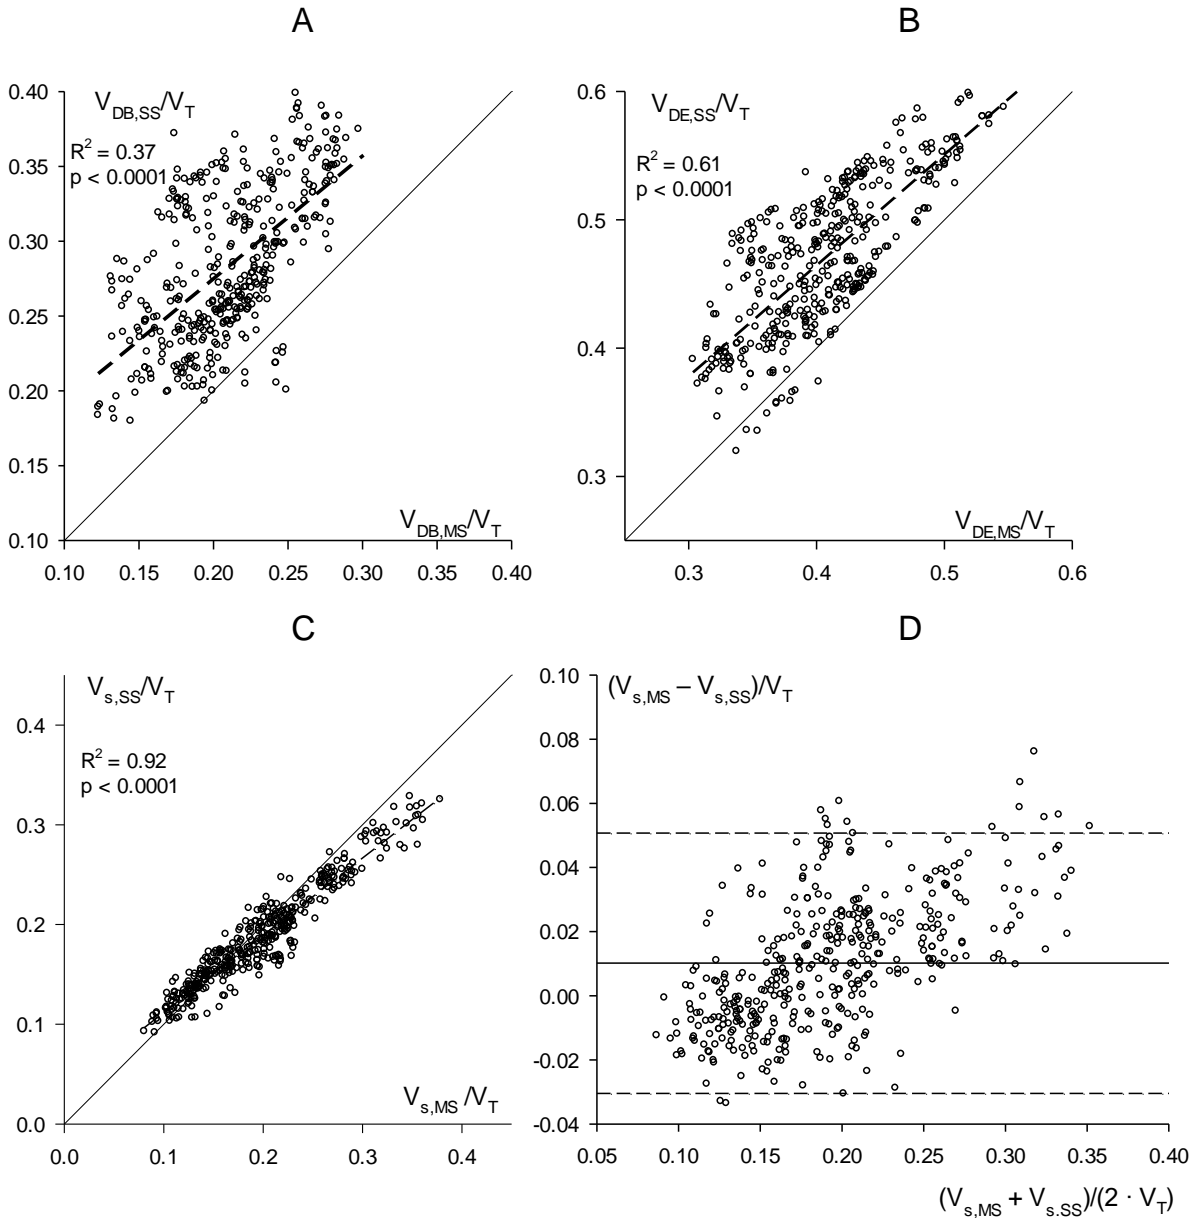 A
B
0.40
V_DB,SS/V_T
R² = 0.37
p < 0.0001
0.35
0.30
0.25
0.20
0.15
0.10
V_DB,MS/V_T
0.10 0.15 0.20 0.25 0.30 0.35 0.40
0.6
V_DE,SS/V_T
R² = 0.61
p < 0.0001
0.5
0.4
0.3
V_DE,MS/V_T
0.3 0.4 0.5 0.6
C
D
V_s,SS/V_T
0.4
R² = 0.92
p < 0.0001
0.3
0.2
0.1
V_s,MS /V_T
0.0
0.0 0.2 0.4
0.10
(V_s,MS – V_s,SS)/V_T
0.08
0.06
0.04
0.02
0.00
-0.02
-0.04
0.05 0.10 0.15 0.20 0.25 0.30 0.35 0.40
(V_s,MS + V_s.SS)/(2 · V_T)